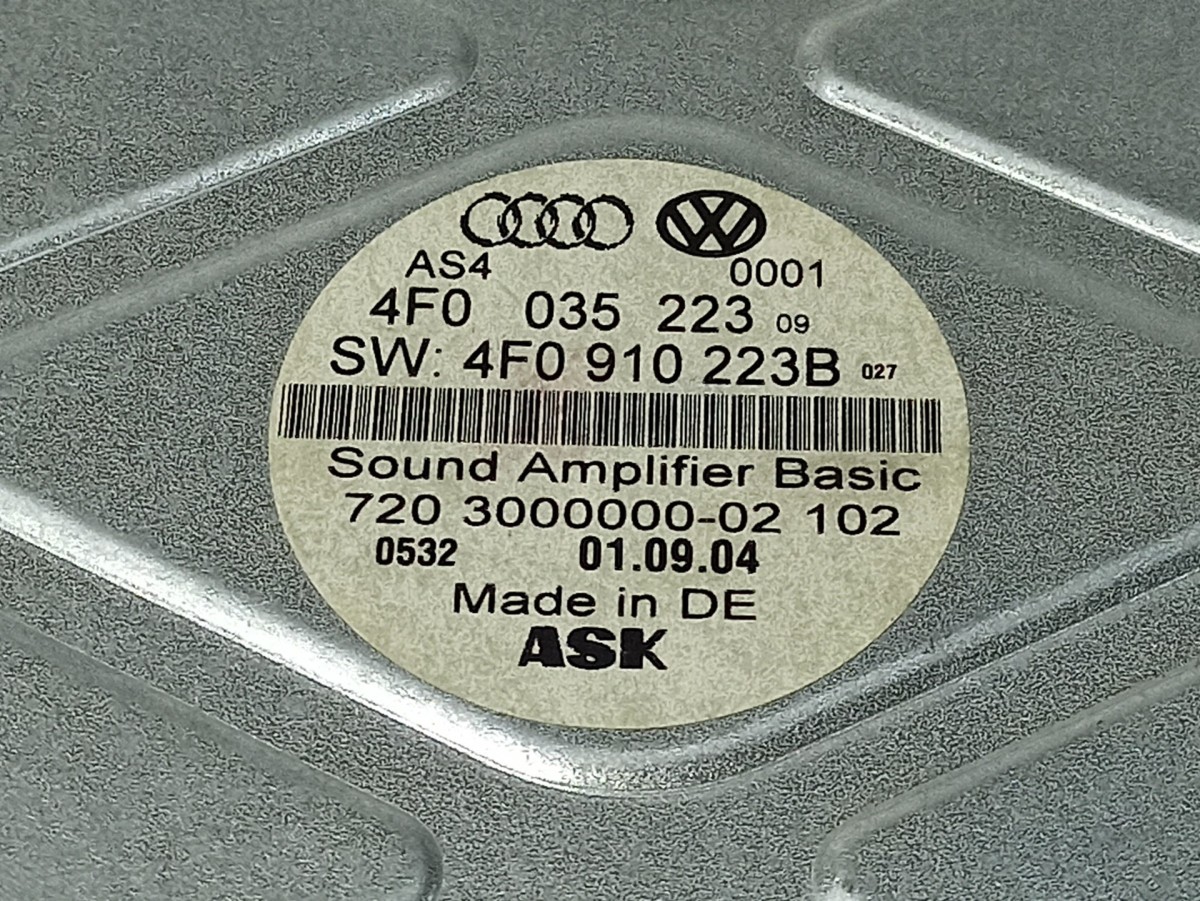 AS4 0001
4F0 035 223 09
SW: 4F0 910 223B 027
Sound Amplifier Basic
720 3000000-02 102
0532 01.09.04
Made in DE
ASK